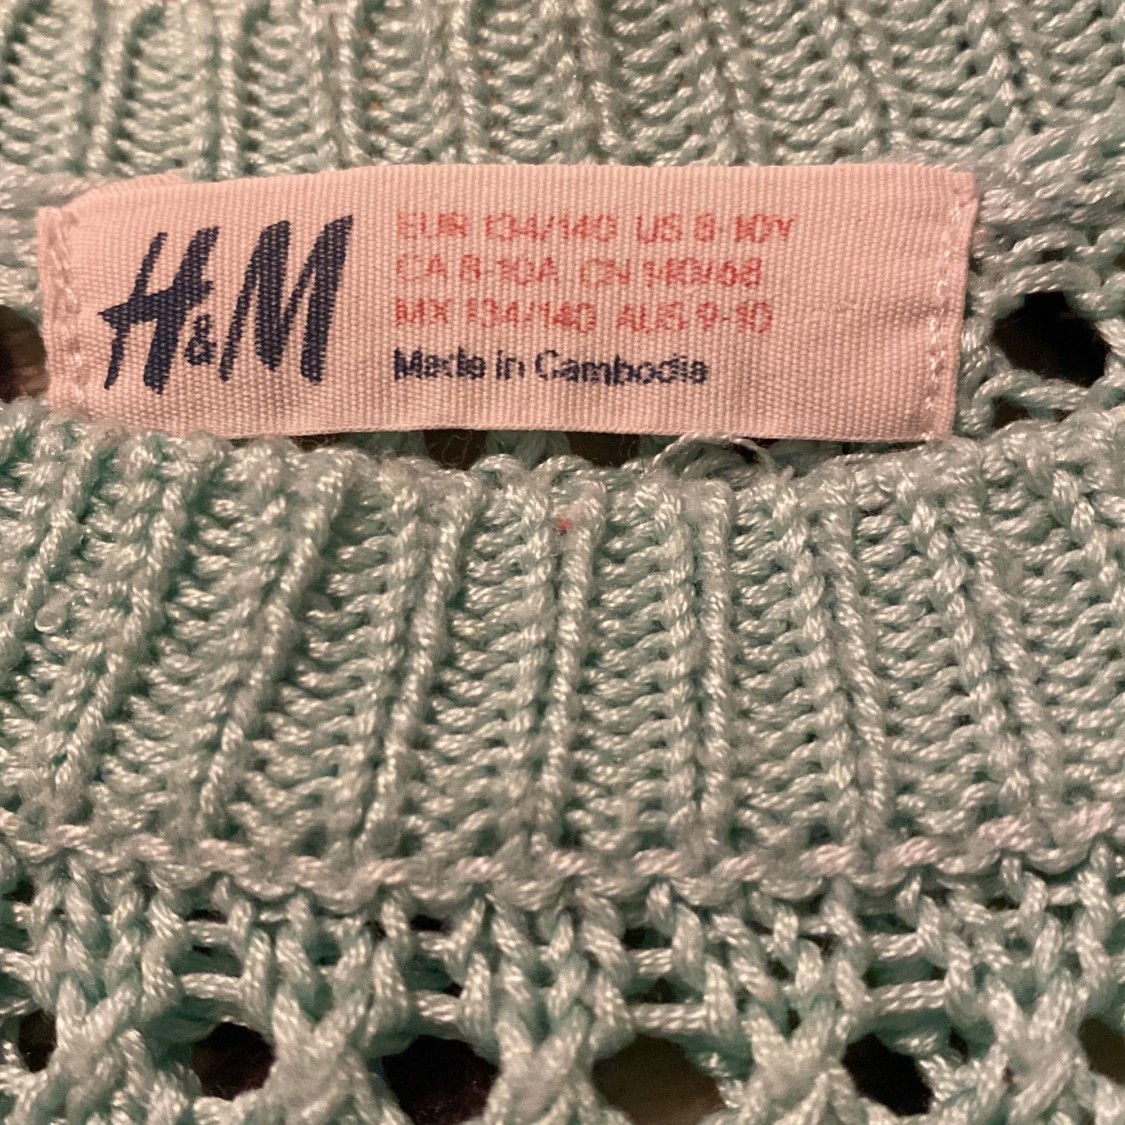 H&M
EUR 134/140 US 8-10Y
CA 8-10A CN 140/68
MX 134/140 AUS 9-10
Made in Cambodia